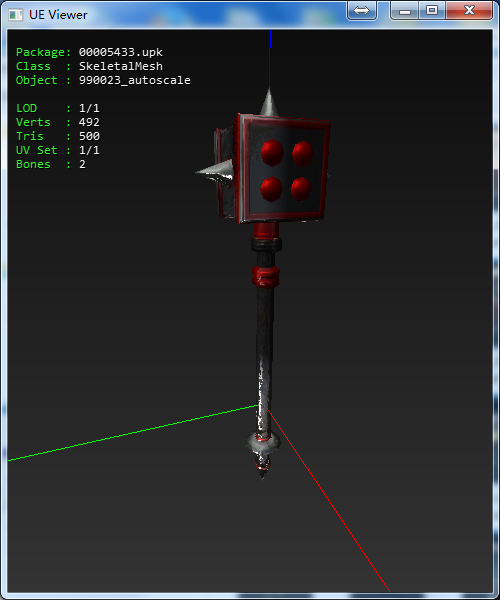 UE Viewer
Package: 00005433.upk
Class : SkeletalMesh
Object : 990023_autoscale
LOD : 1/1
Verts : 492
Tris : 500
UV Set : 1/1
Bones : 2